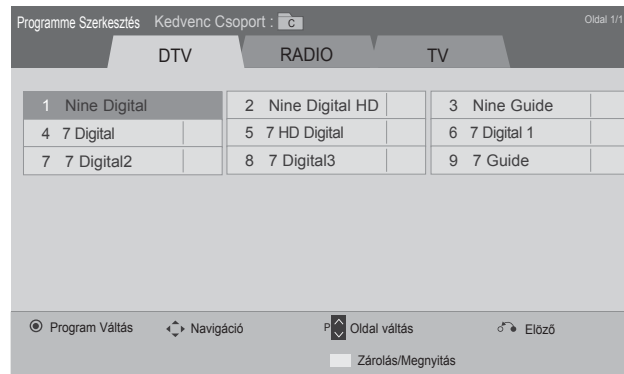 Programme Szerkesztés Kedvenc Csoport : C Oldal 1/1
DTV RADIO TV
1 Nine Digital 2 Nine Digital HD 3 Nine Guide
4 7 Digital 5 7 HD Digital 6 7 Digital 1
7 7 Digital2 8 7 Digital3 9 7 Guide
Program Váltás Navigáció P Oldal váltás Elöző
Zárolás/Megnyitás